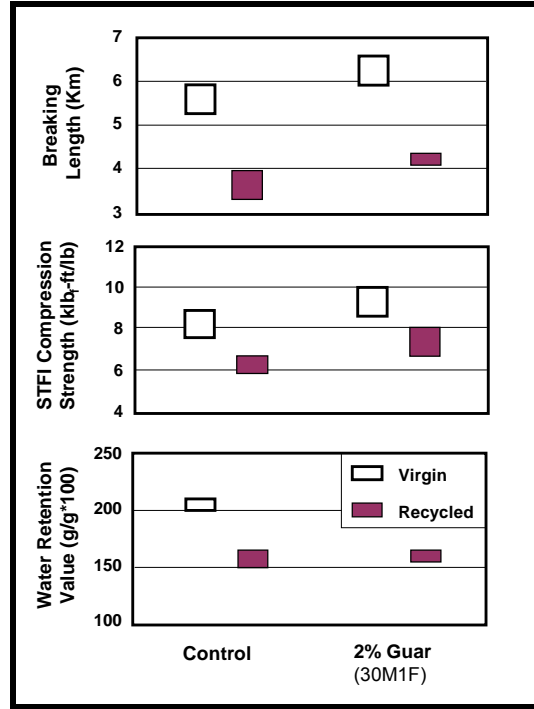 7
6
5
4
3
Breaking
Length (Km)
12
10
8
6
4
STFI Compression
Strength (klbf-ft/lb)
250
200
150
100
Water Retention
Value (g/g*100)
Virgin
Recycled
Control
2% Guar
(30M1F)